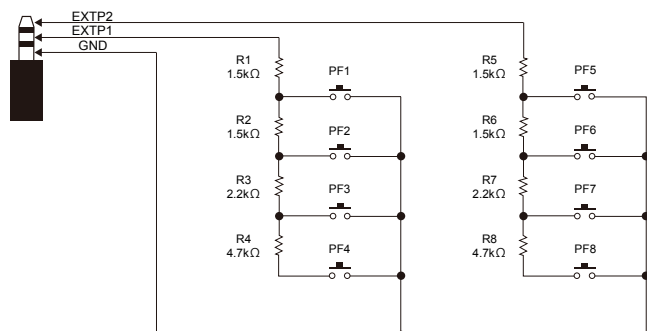 EXTP2
EXTP1
GND
R1
1.5kΩ
PF1
R2
1.5kΩ
PF2
R3
2.2kΩ
PF3
R4
4.7kΩ
PF4
R5
1.5kΩ
PF5
R6
1.5kΩ
PF6
R7
2.2kΩ
PF7
R8
4.7kΩ
PF8